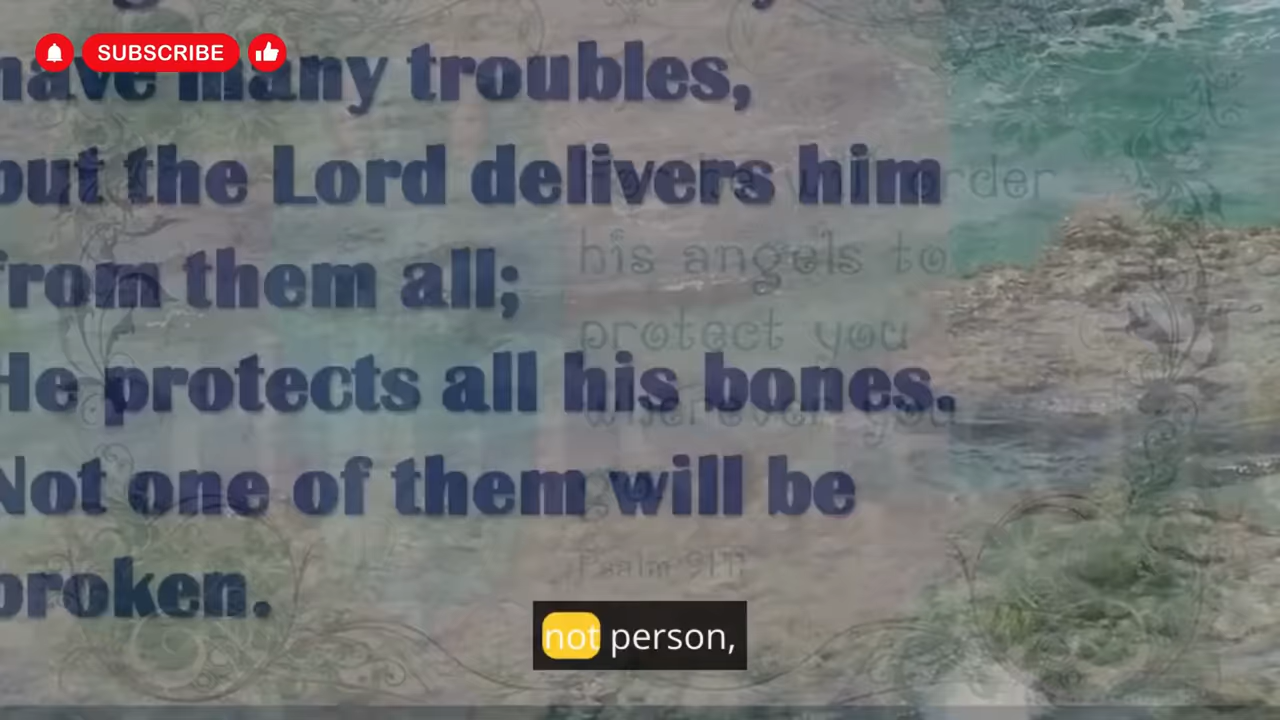 SUBSCRIBE
have many troubles,
but the Lord delivers him
from them all;
He protects all his bones.
Not one of them will be
broken.
order
his angels to
protect you
wherever you
Psalm 91:11
not person,